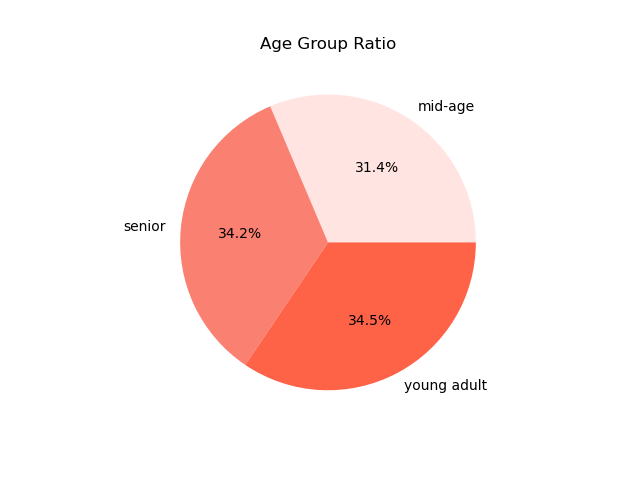 Age Group Ratio
mid-age
31.4%
senior
34.2%
34.5%
young adult